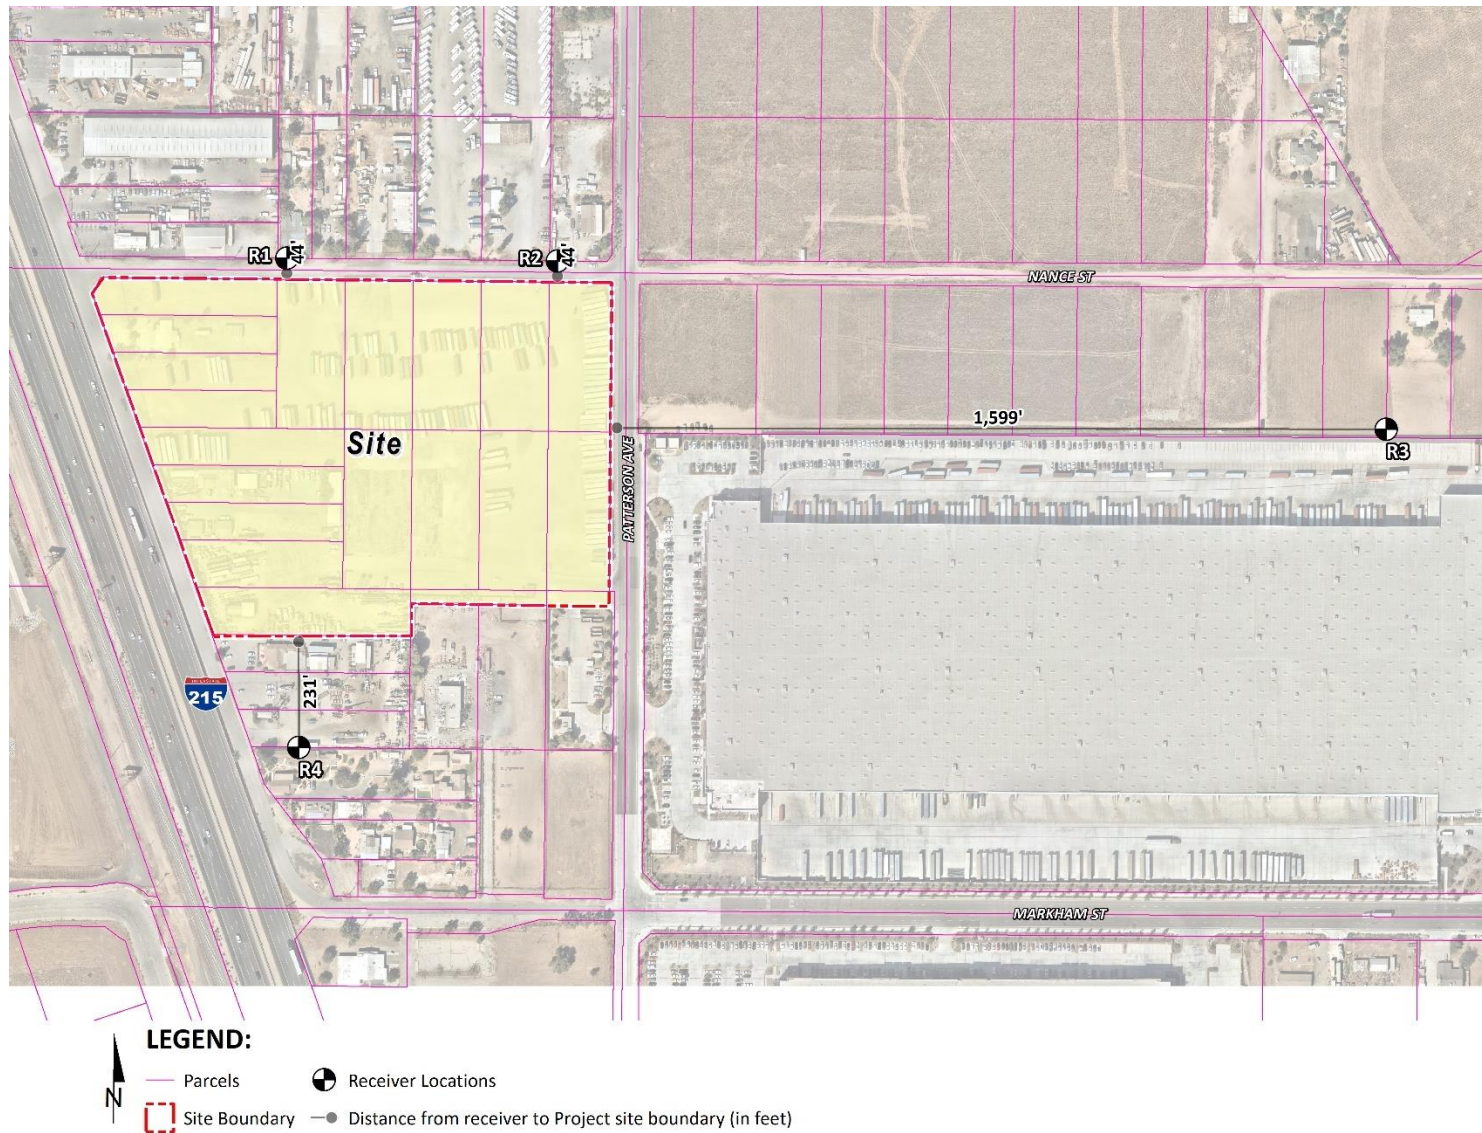 R1
44'
R2
44'
NANCE ST
Site
1,599'
R3
PATTERSON AVE
231'
215
R4
MARKHAM ST
LEGEND:
N
Parcels
Receiver Locations
Site Boundary
Distance from receiver to Project site boundary (in feet)